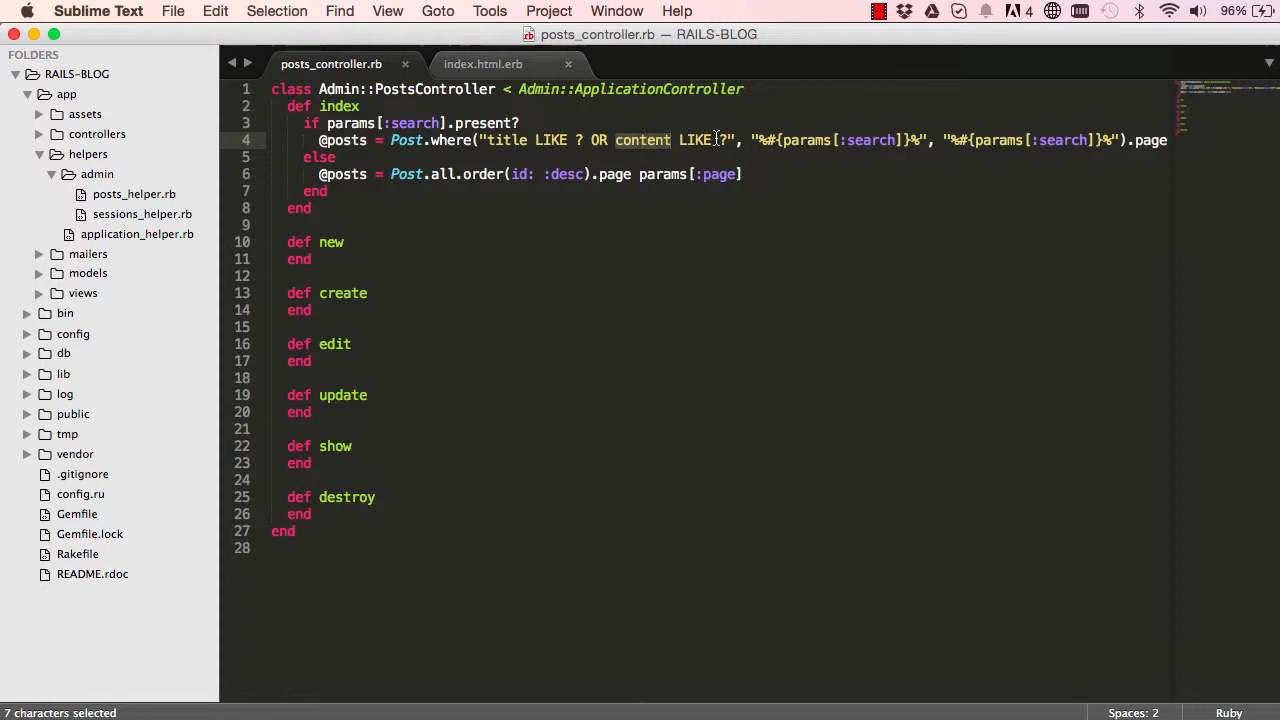 Sublime Text File Edit Selection Find View Goto Tools Project Window Help 4 96%
posts_controller.rb — RAILS-BLOG
FOLDERS
RAILS-BLOG
app
assets
controllers
helpers
admin
posts_helper.rb
sessions_helper.rb
application_helper.rb
mailers
models
views
bin
config
db
lib
log
public
tmp
vendor
.gitignore
config.ru
Gemfile
Gemfile.lock
Rakefile
README.rdoc
posts_controller.rb × index.html.erb ×
1 class Admin::PostsController < Admin::ApplicationController
2 def index
3 if params[:search].present?
4 @posts = Post.where("title LIKE ? OR content LIKE ?", "%#{params[:search]}%", "%#{params[:search]}%").page
5 else
6 @posts = Post.all.order(id: :desc).page params[:page]
7 end
8 end
9
10 def new
11 end
12
13 def create
14 end
15
16 def edit
17 end
18
19 def update
20 end
21
22 def show
23 end
24
25 def destroy
26 end
27 end
28
7 characters selected Spaces: 2 Ruby